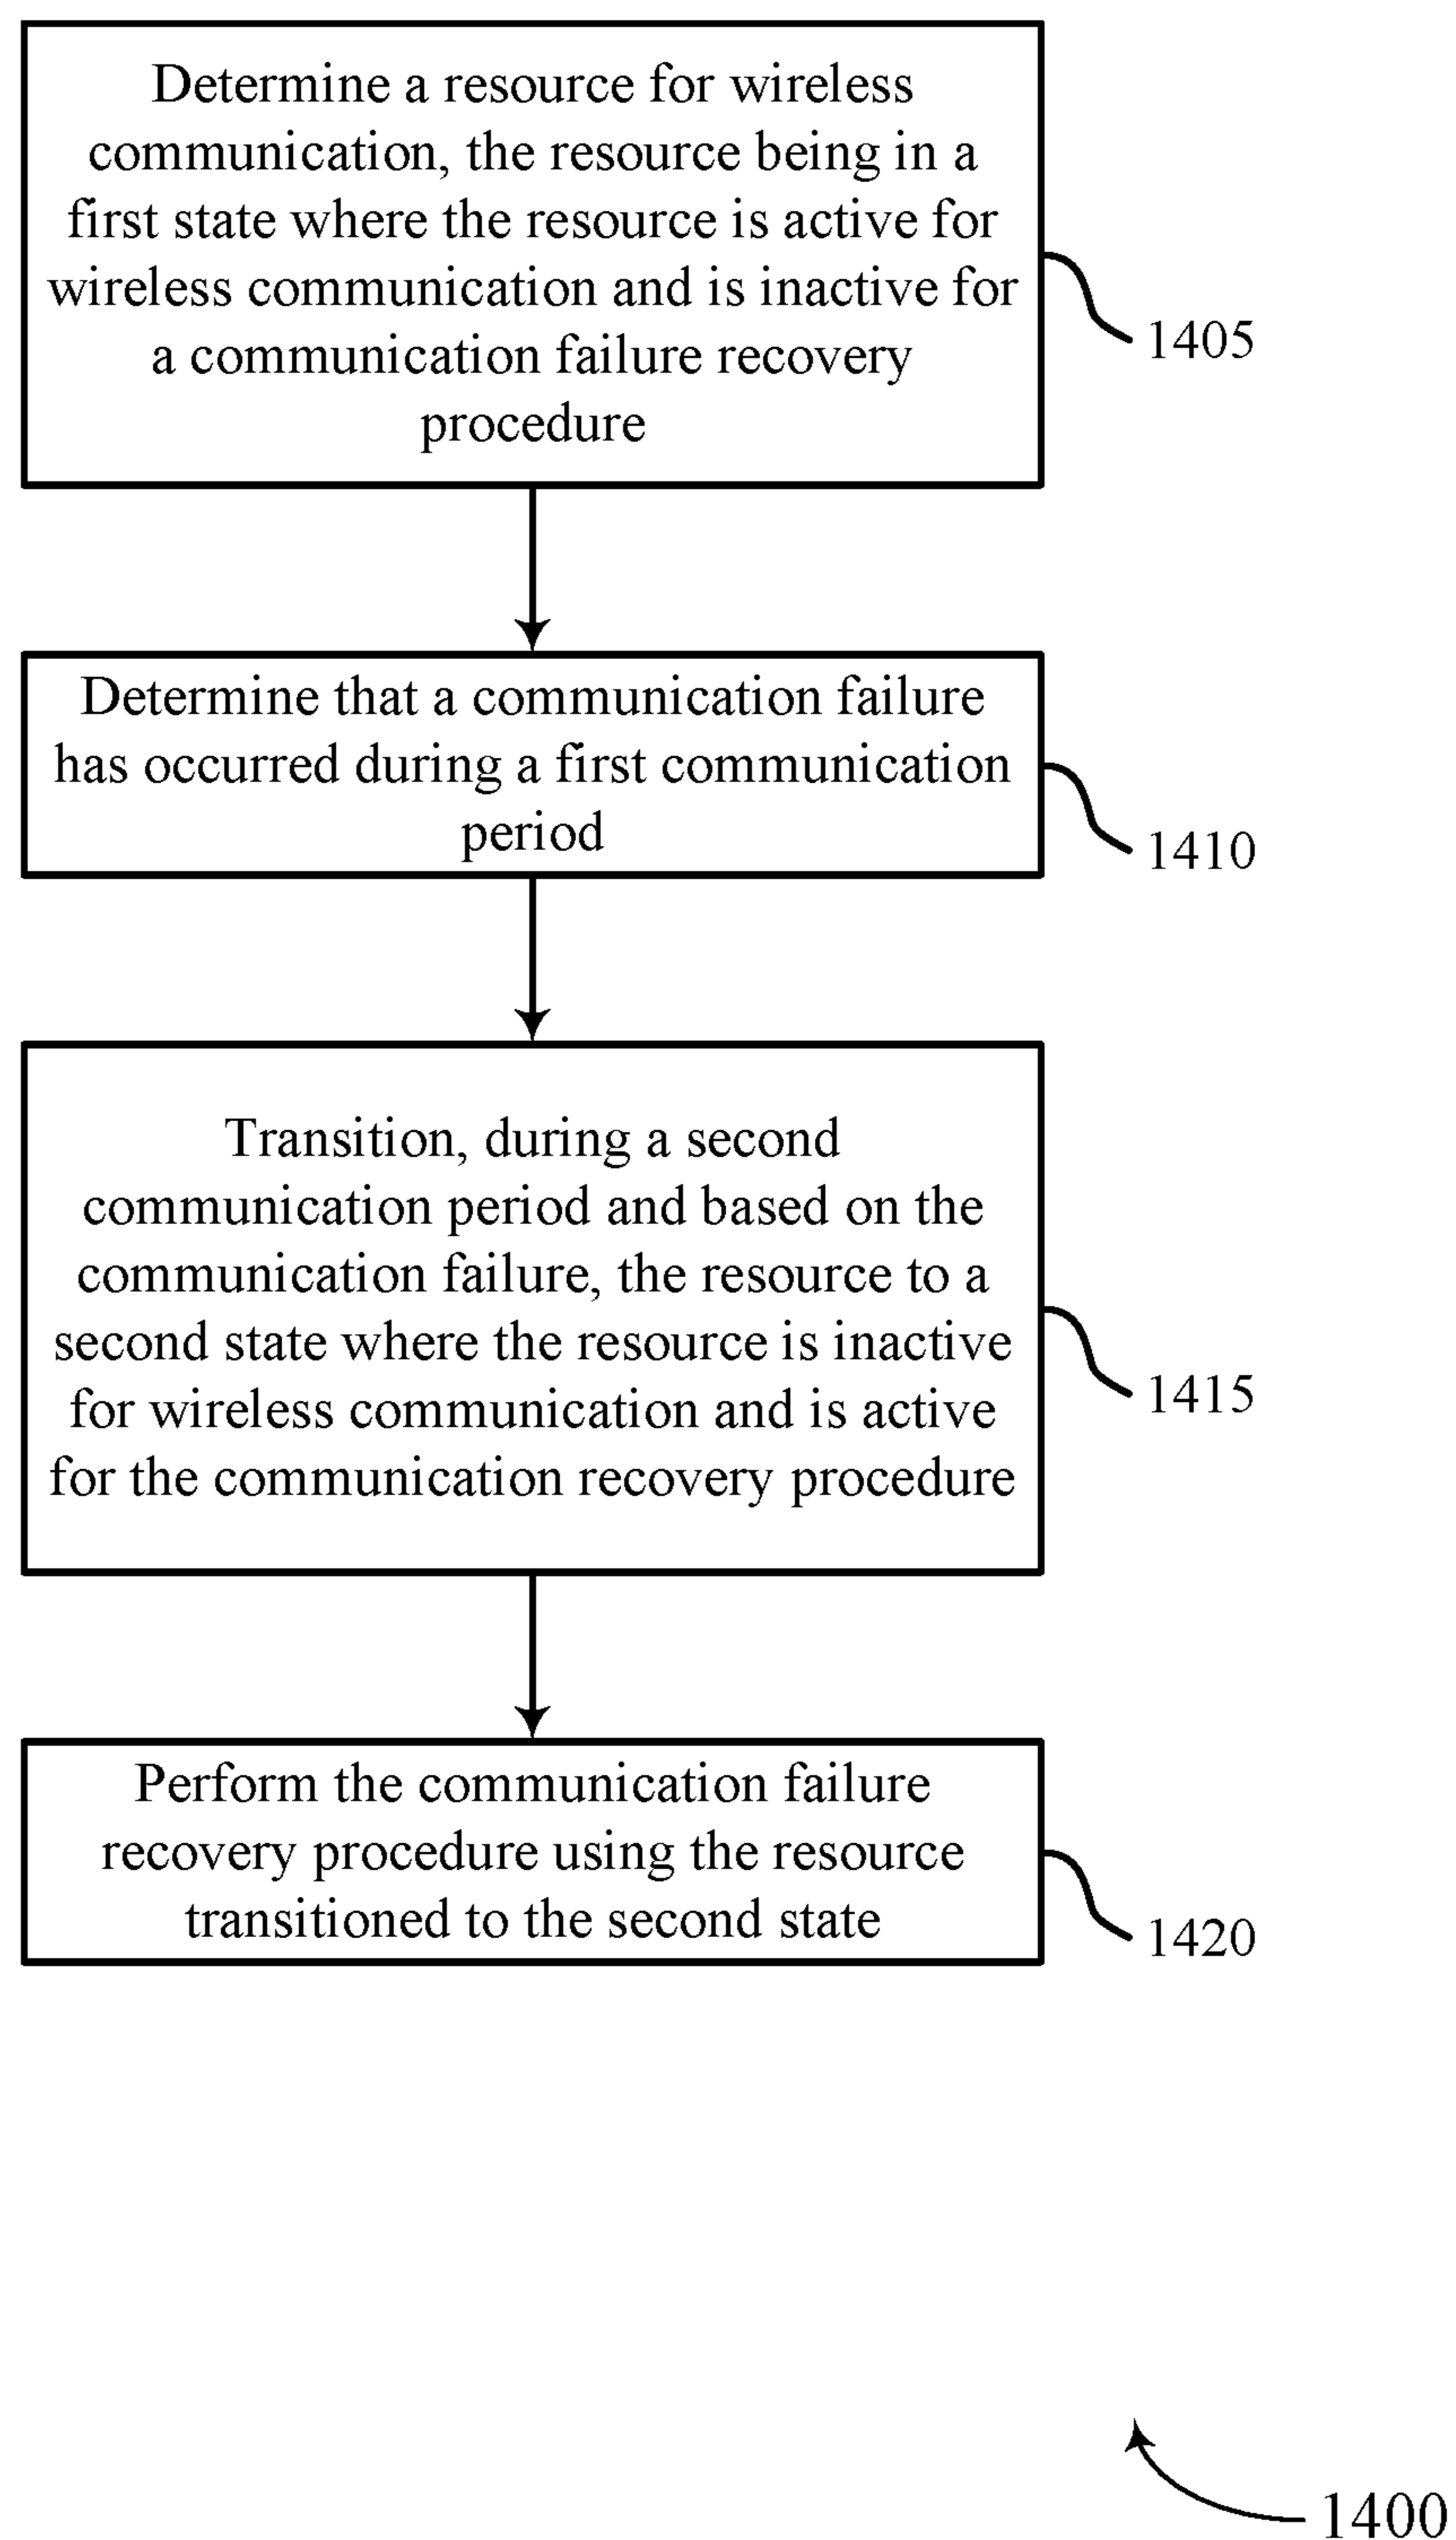 Determine a resource for wireless
communication, the resource being in a
first state where the resource is active for
wireless communication and is inactive for
a communication failure recovery
procedure
1405
Determine that a communication failure
has occurred during a first communication
period
1410
Transition, during a second
communication period and based on the
communication failure, the resource to a
second state where the resource is inactive
for wireless communication and is active
for the communication recovery procedure
1415
Perform the communication failure
recovery procedure using the resource
transitioned to the second state
1420
1400